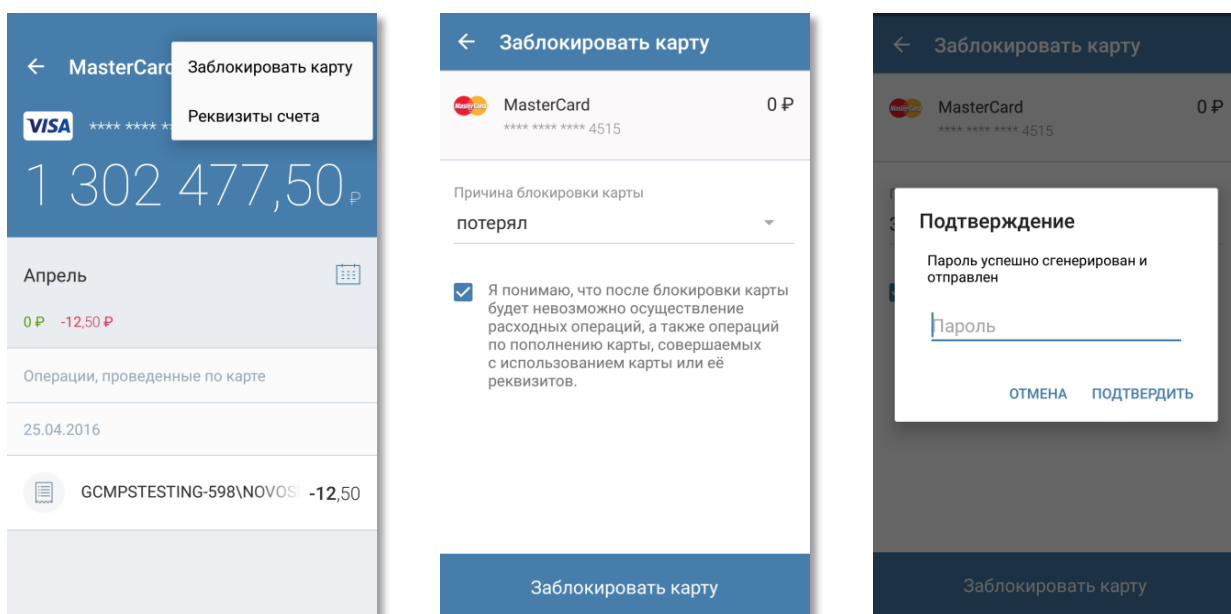 MasterCard
Заблокировать карту
Реквизиты счета
VISA **** **** *
1 302 477,50 ₽
Апрель
0 ₽ -12,50 ₽
Операции, проведенные по карте
25.04.2016
GCMPSTESTING-598\NOVOS -12,50
Заблокировать карту
MasterCard MasterCard 0 ₽
**** **** **** 4515
Причина блокировки карты
потерял
Я понимаю, что после блокировки карты
будет невозможно осуществление
расходных операций, а также операций
по пополнению карты, совершаемых
с использованием карты или её
реквизитов.
Заблокировать карту
Заблокировать карту
MasterCard MasterCard 0 ₽
**** **** **** 4515
Подтверждение
Пароль успешно сгенерирован и
отправлен
Пароль
ОТМЕНА ПОДТВЕРДИТЬ
Заблокировать карту